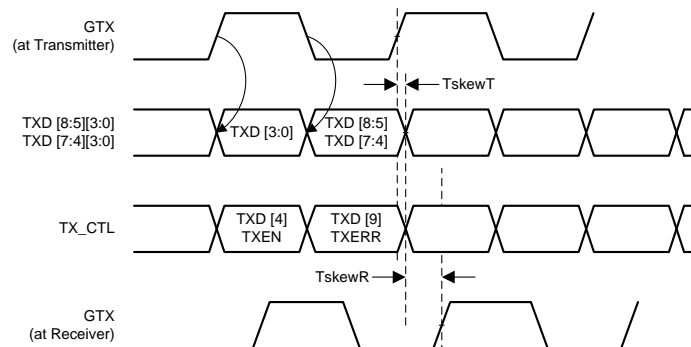 GTX
(at Transmitter)
TskewT
TXD [8:5][3:0]
TXD [7:4][3:0]
TXD [3:0]
TXD [8:5]
TXD [7:4]
TX_CTL
TXD [4]
TXEN
TXD [9]
TXERR
TskewR
GTX
(at Receiver)